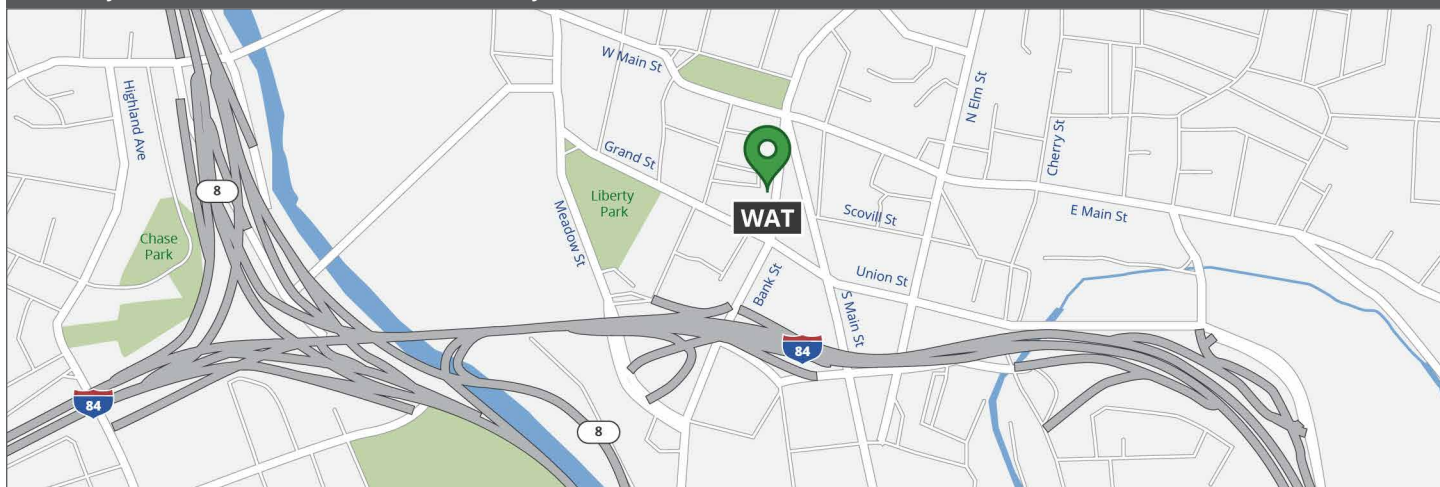 W Main St
N Elm St
Highland Ave
Cherry St
Grand St
8
Liberty
Park
WAT
Scovill St
E Main St
Meadow St
Chase
Park
Bank St
Union St
S Main St
84
84
8